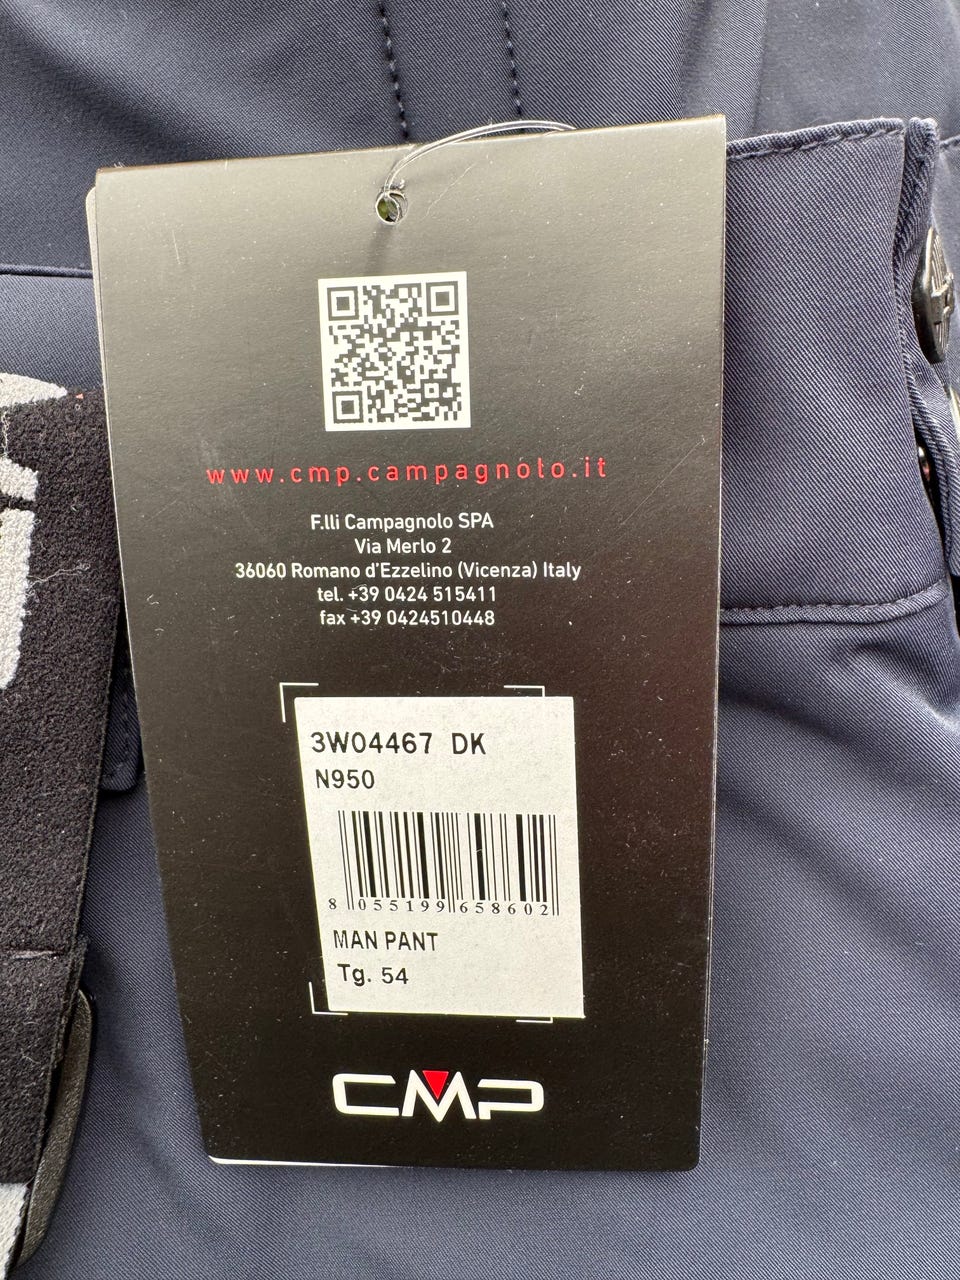 www.cmp.campagnolo.it
F.lli Campagnolo SPA
Via Merlo 2
36060 Romano d'Ezzelino (Vicenza) Italy
tel. +39 0424 515411
fax +39 0424510448
3W04467 DK
N950
8 055199 658602
MAN PANT
Tg. 54
CMP